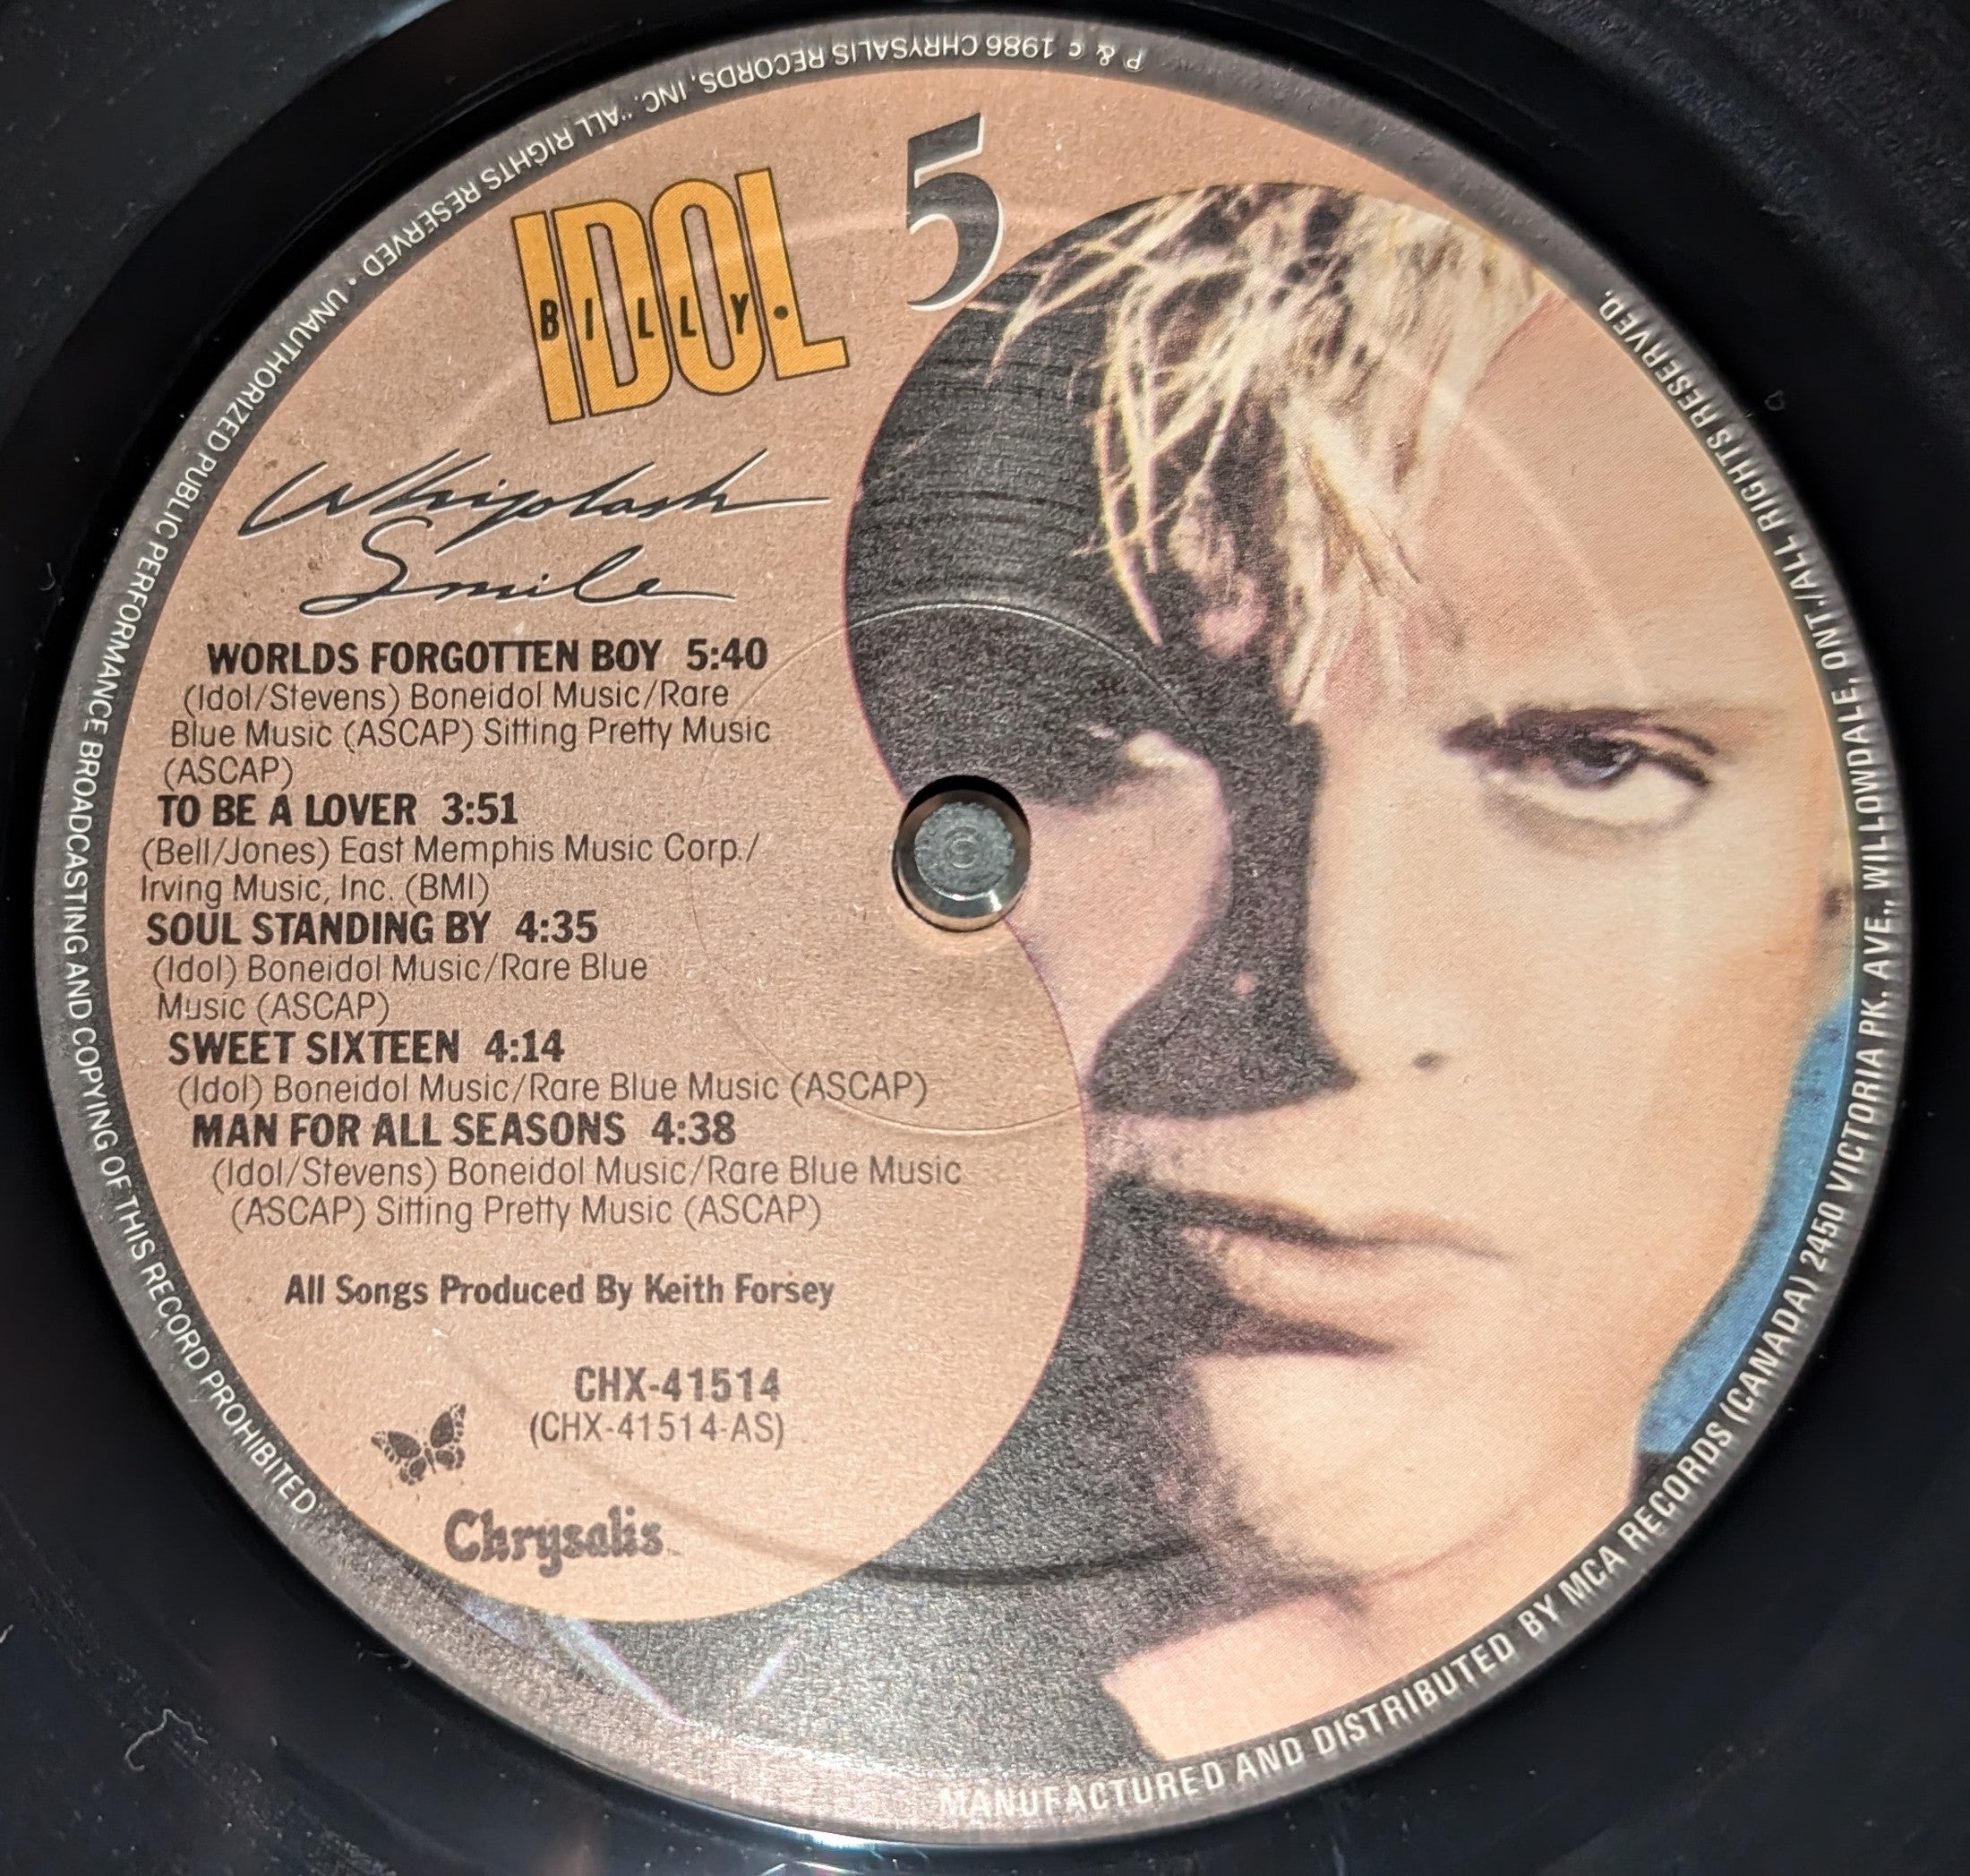 IDOL
BILLY•
5
Whiplash
Smile
WORLDS FORGOTTEN BOY 5:40
(Idol/Stevens) Boneidol Music/Rare
Blue Music (ASCAP) Sitting Pretty Music
(ASCAP)
TO BE A LOVER 3:51
(Bell/Jones) East Memphis Music Corp./
Irving Music, Inc. (BMI)
SOUL STANDING BY 4:35
(Idol) Boneidol Music/Rare Blue
Music (ASCAP)
SWEET SIXTEEN 4:14
(Idol) Boneidol Music/Rare Blue Music (ASCAP)
MAN FOR ALL SEASONS 4:38
(Idol/Stevens) Boneidol Music/Rare Blue Music
(ASCAP) Sitting Pretty Music (ASCAP)
All Songs Produced By Keith Forsey
CHX-41514
(CHX-41514-AS)
Chrysalis
P & c 1986 CHRYSALIS RECORDS, INC. "ALL RIGHTS RESERVED • UNAUTHORIZED PUBLIC PERFORMANCE BROADCASTING AND COPYING OF THIS RECORD PROHIBITED"
MANUFACTURED AND DISTRIBUTED BY MCA RECORDS (CANADA) 2450 VICTORIA PK. AVE., WILLOWDALE, ONT./ALL RIGHTS RESERVED.